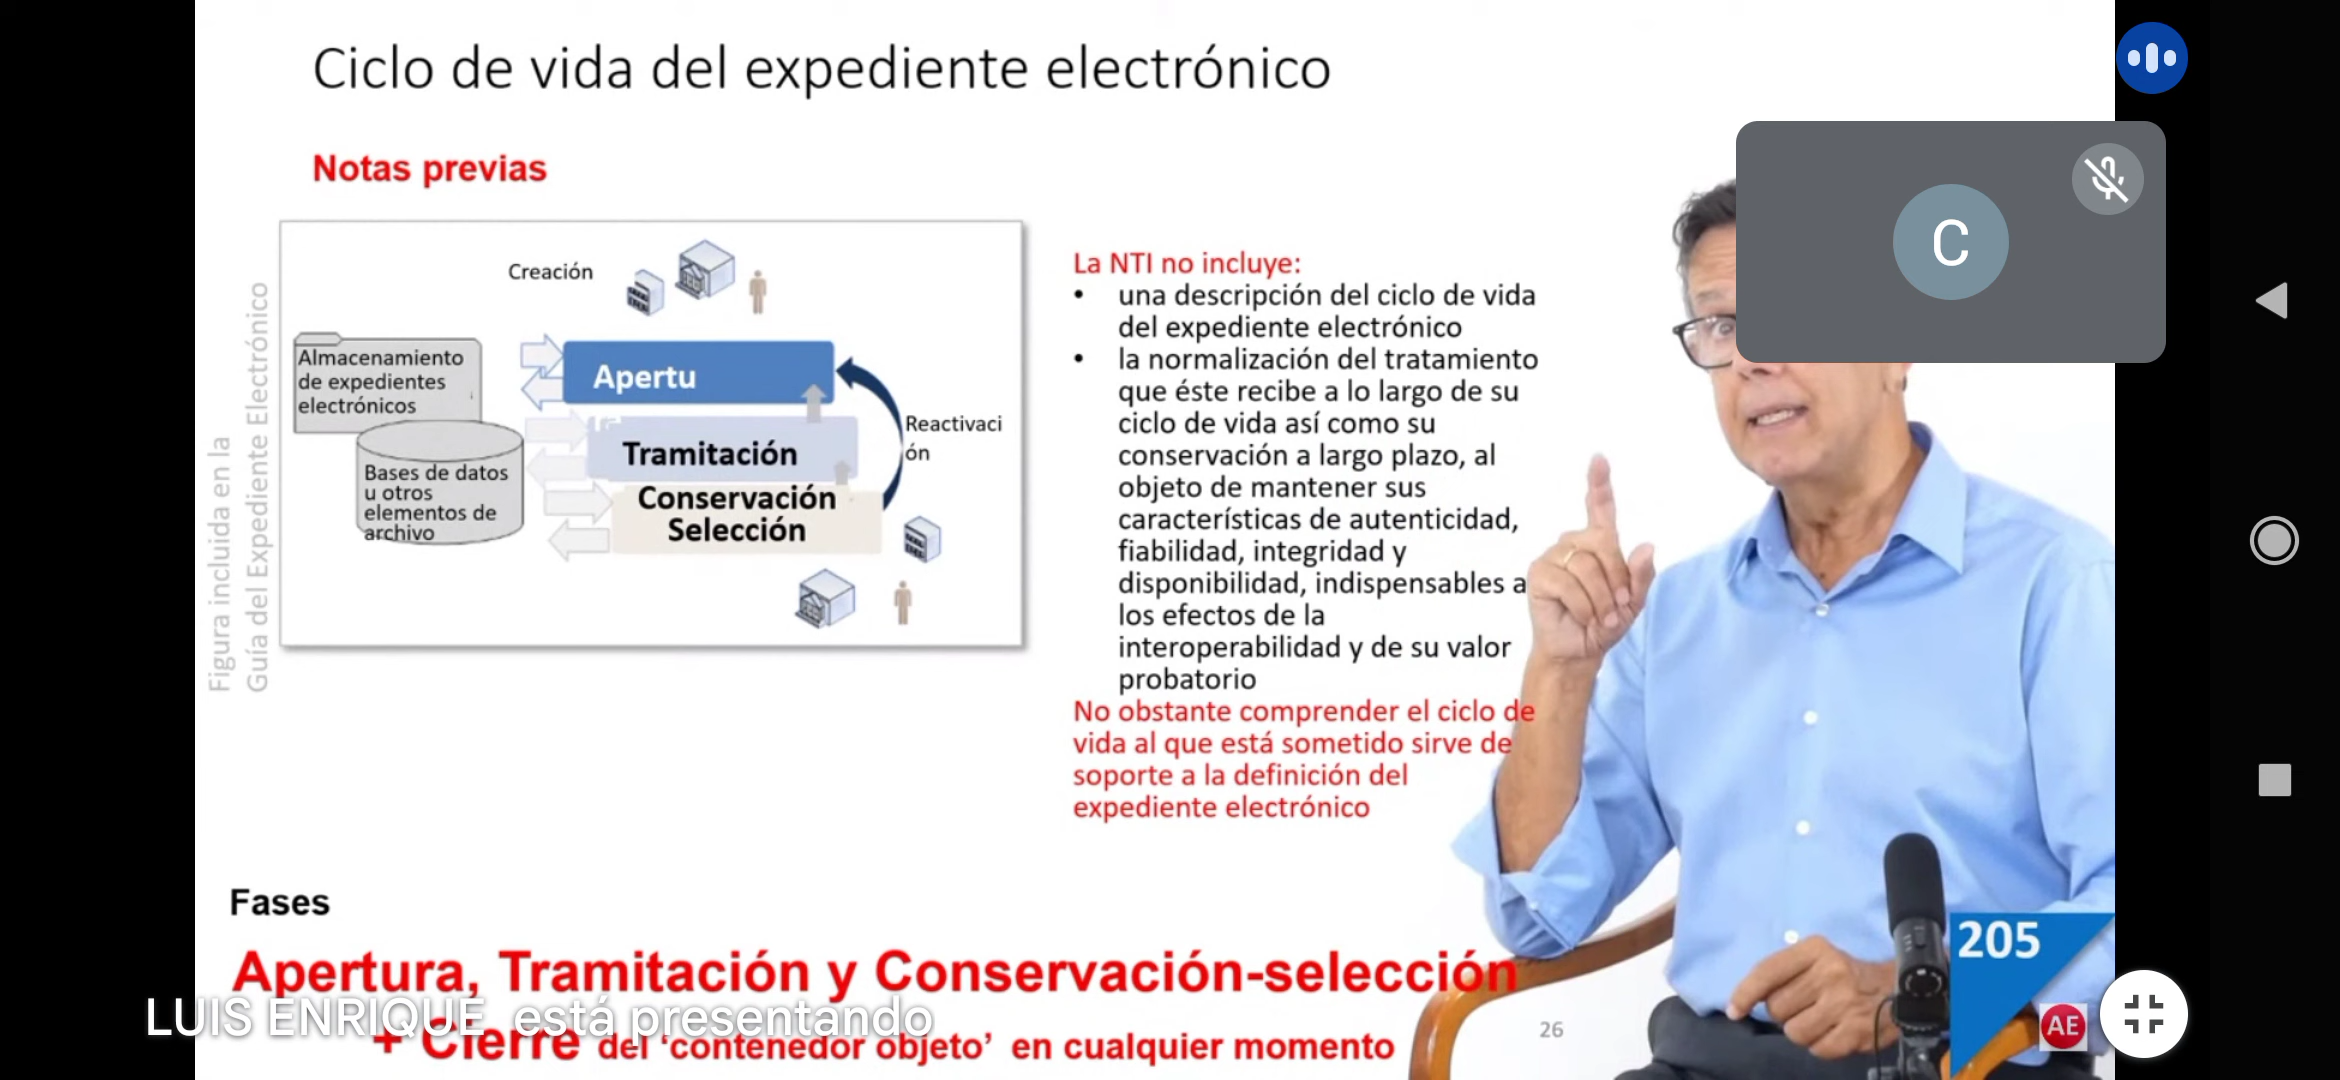 Ciclo de vida del expediente electrónico
Notas previas
Figura incluida en la
Guía del Expediente Electrónico
Creación
Almacenamiento
de expedientes
electrónicos
Bases de datos
u otros
elementos de
archivo
Apertu
ra
Tramitación
Conservación
Selección
Reactivaci
ón
La NTI no incluye:
• una descripción del ciclo de vida
del expediente electrónico
• la normalización del tratamiento
que éste recibe a lo largo de su
ciclo de vida así como su
conservación a largo plazo, al
objeto de mantener sus
características de autenticidad,
fiabilidad, integridad y
disponibilidad, indispensables a
los efectos de la
interoperabilidad y de su valor
probatorio
No obstante comprender el ciclo de
vida al que está sometido sirve de
soporte a la definición del
expediente electrónico
C
Fases
Apertura, Tramitación y Conservación-selección
LUIS ENRIQUE está presentando
+ Cierre del ‘contenedor objeto’ en cualquier momento
26
205
AE